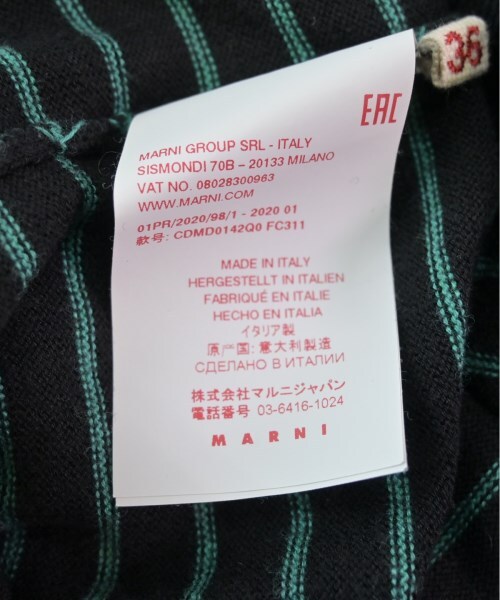 36
EAC
MARNI GROUP SRL - ITALY
SISMONDI 70B – 20133 MILANO
VAT NO. 08028300963
WWW.MARNI.COM
01PR/2020/98/1 - 2020 01
款号: CDMD0142Q0 FC311
MADE IN ITALY
HERGESTELLT IN ITALIEN
FABRIQUÉ EN ITALIE
HECHO EN ITALIA
イタリア製
原产国: 意大利製造
СДЕЛАНО В ИТАЛИИ
株式会社マルニジャパン
電話番号 03-6416-1024
MARNI